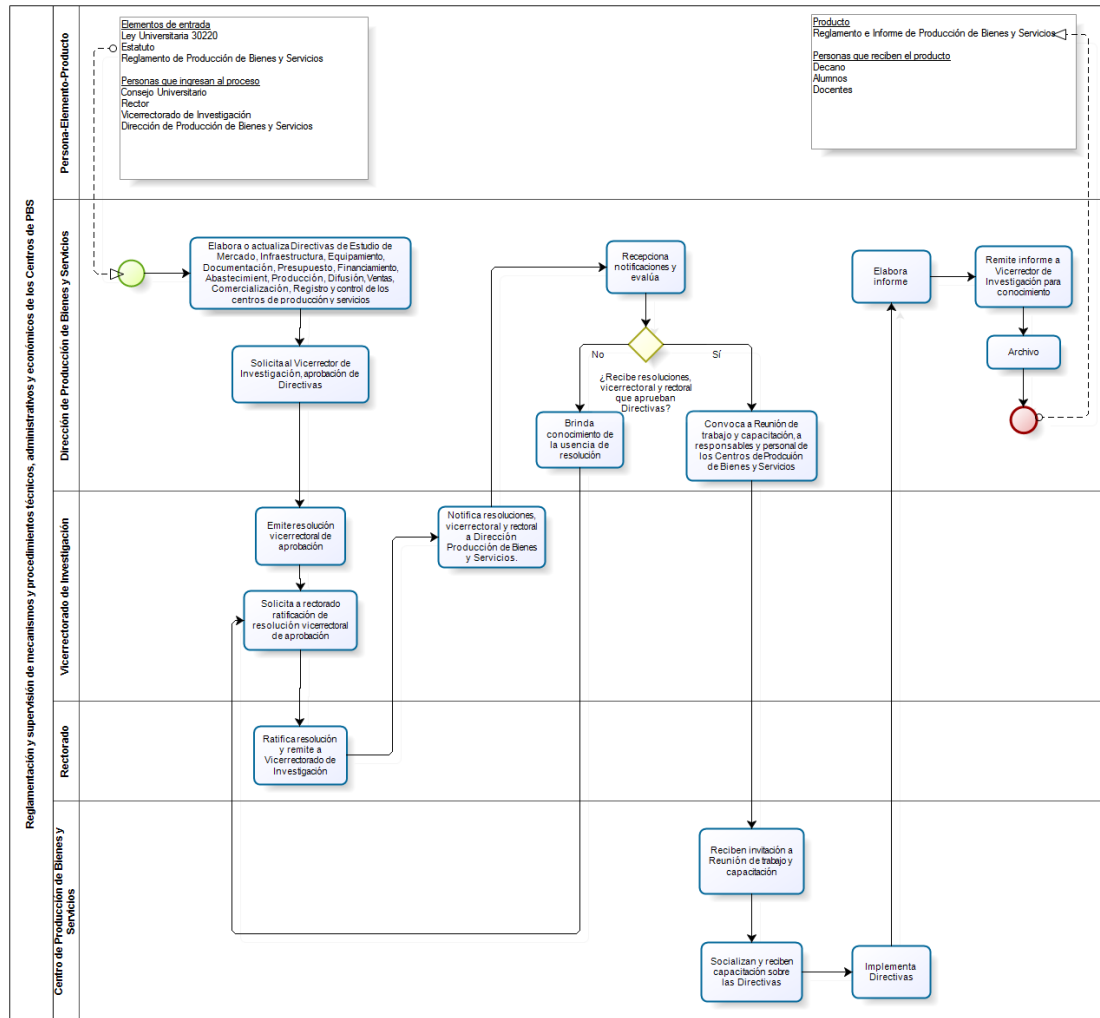 Reglamentación y supervisión de mecanismos y procedimientos técnicos, administrativos y económicos de los Centros de PBS
Persona-Elemento-Producto
Elementos de entrada
Ley Universitaria 30220
Estatuto
Reglamento de Producción de Bienes y Servicios
Personas que ingresan al proceso
Consejo Universitario
Rector
Vicerrectorado de Investigación
Dirección de Producción de Bienes y Servicios
Producto
Reglamento e Informe de Producción de Bienes y Servicios
Personas que reciben el producto
Decano
Alumnos
Docentes
Dirección de Producción de Bienes y Servicios
Elabora o actualiza Directivas de Estudio de
Mercado, Infraestructura, Equipamiento,
Documentación, Presupuesto, Financiamiento,
Abastecimient, Producción, Difusión, Ventas,
Comercialización, Registro y control de los
centros de producción y servicios
Solicita al Vicerrector de
Investigación, aprobación de
Directivas
Recepciona
notificaciones y
evalúa
No
Sí
¿Recibe resoluciones,
vicerrectoral y rectoral
que aprueban
Directivas?
Brinda
conocimiento de
la usencia de
resolución
Convoca a Reunión de
trabajo y capacitación, a
responsables y personal de
los Centros de Prodcuión
de Bienes y Servicios
Elabora
informe
Remite informe a
Vicerrector de
Investigación para
conocimiento
Archivo
Vicerrectorado de Investigación
Emite resolución
vicerrectoral de
aprobación
Solicita a rectorado
ratificación de
resolución vicerrectoral
de aprobación
Notifica resoluciones,
vicerrectoral y rectoral
a Dirección
Producción de Bienes
y Servicios.
Rectorado
Ratifica resolución
y remite a
Vicerrectorado de
Investigación
Centro de Producción de Bienes y
Servicios
Reciben invitación a
Reunión de trabajo y
capacitación
Socializan y reciben
capacitación sobre
las Directivas
Implementa
Directivas